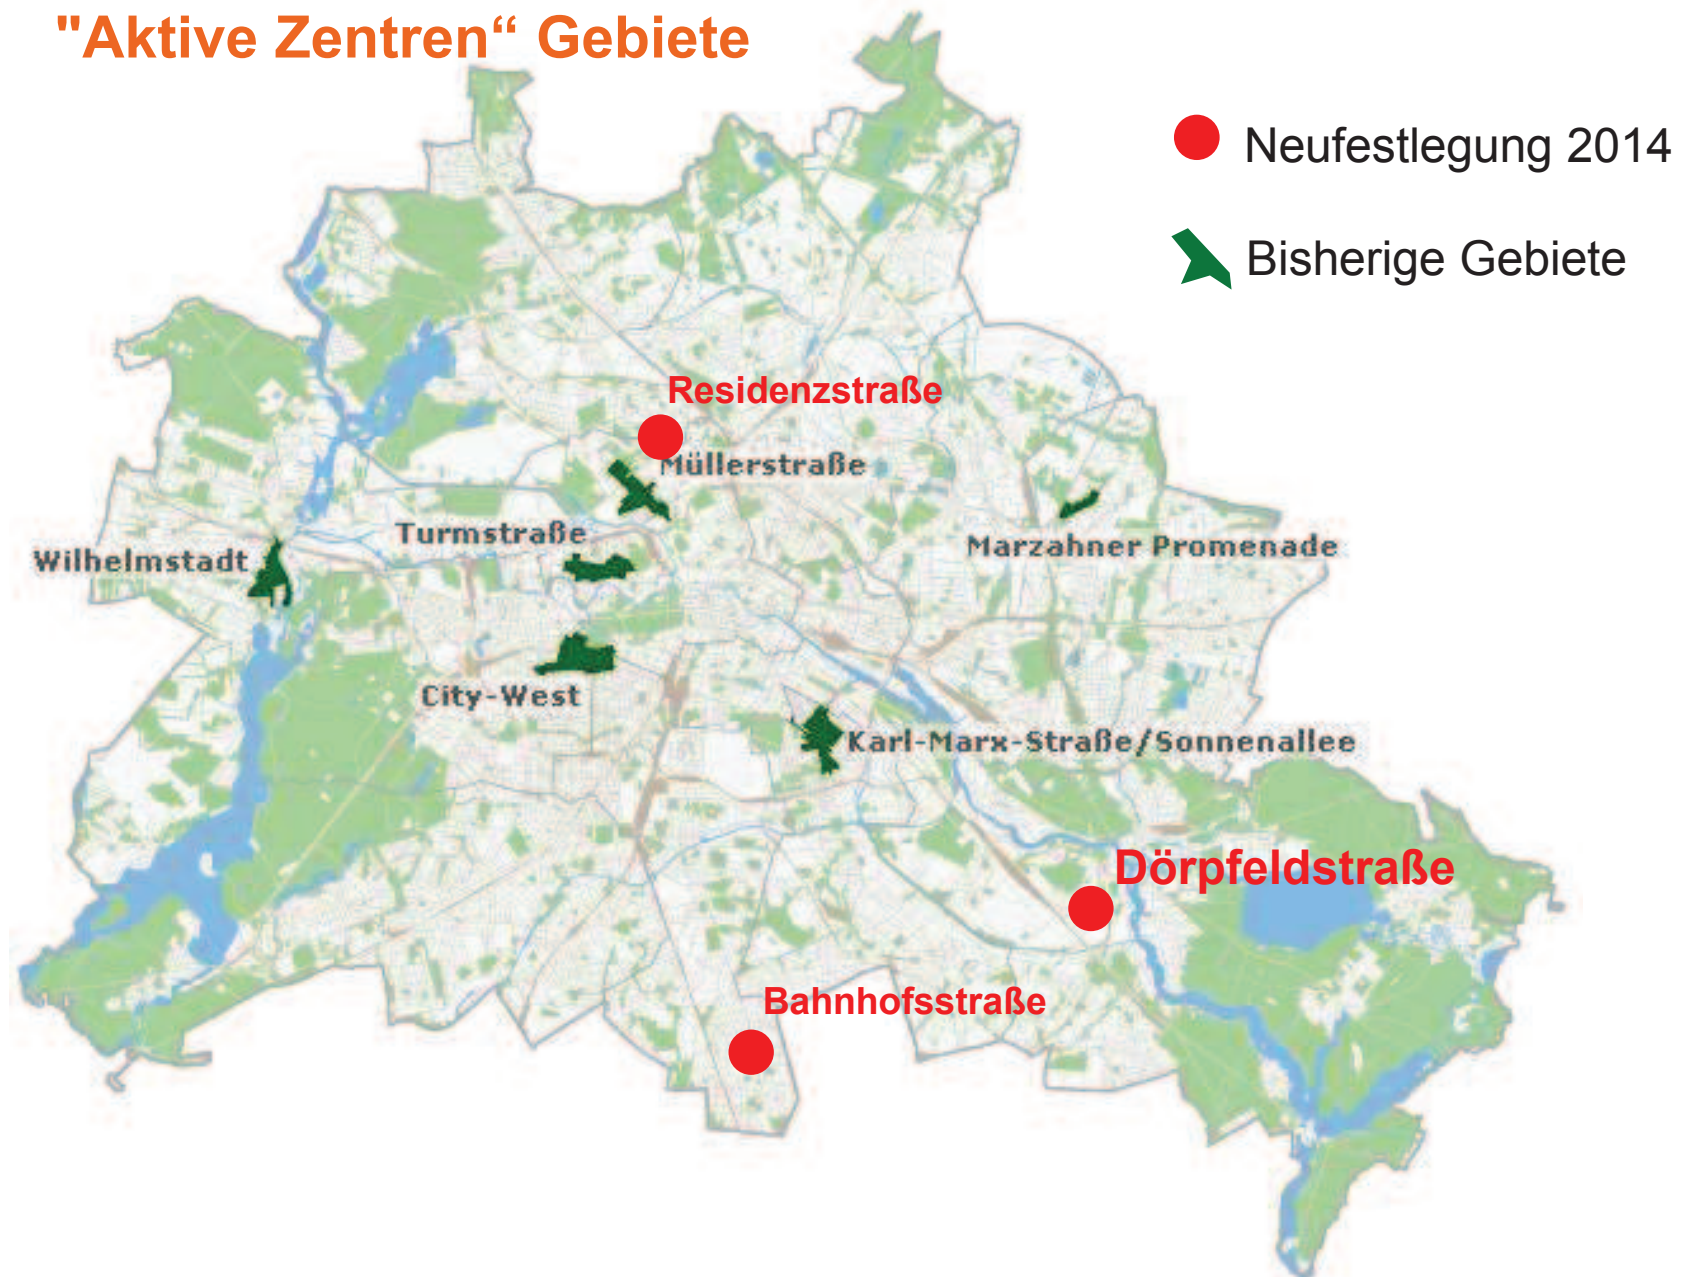 "Aktive Zentren“ Gebiete
Neufestlegung 2014
Bisherige Gebiete
Residenzstraße
Müllerstraße
Turmstraße
Wilhelmstadt
Marzahner Promenade
City-West
Karl-Marx-Straße/Sonnenallee
Dörpfeldstraße
Bahnhofsstraße